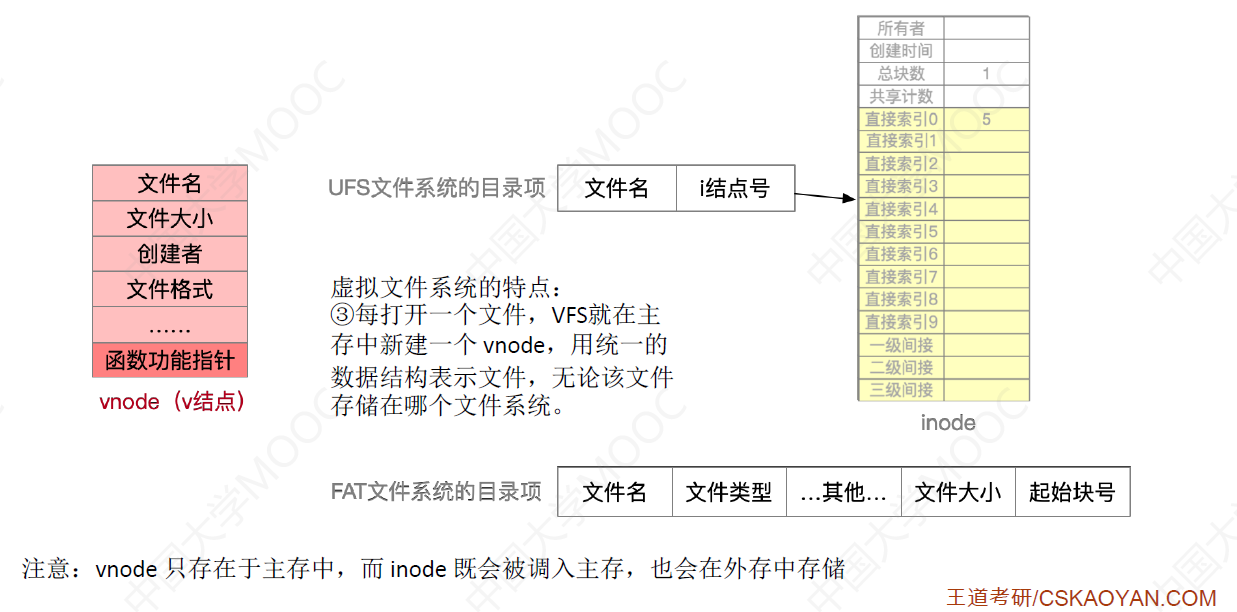 文件名
文件大小
创建者
文件格式
……
函数功能指针
vnode（v结点）
UFS文件系统的目录项
文件名 i结点号
虚拟文件系统的特点：
③每打开一个文件，VFS就在主
存中新建一个 vnode，用统一的
数据结构表示文件，无论该文件
存储在哪个文件系统。
所有者
创建时间
总块数 1
共享计数
直接索引0 5
直接索引1
直接索引2
直接索引3
直接索引4
直接索引5
直接索引6
直接索引7
直接索引8
直接索引9
一级间接
二级间接
三级间接
inode
FAT文件系统的目录项
文件名 文件类型 …其他… 文件大小 起始块号
注意：vnode 只存在于主存中，而 inode 既会被调入主存，也会在外存中存储
王道考研/CSKAOYAN.COM
中国大学MOOC